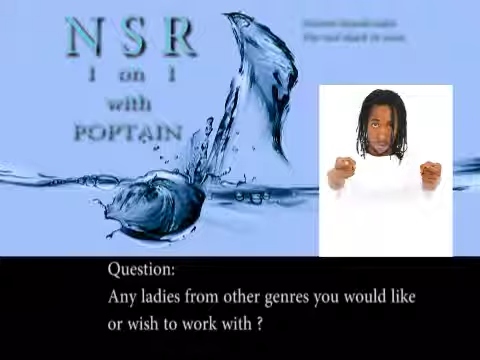 N S R
1 on 1
with
POPTAIN
Question:
Any ladies from other genres you would like
or wish to work with ?